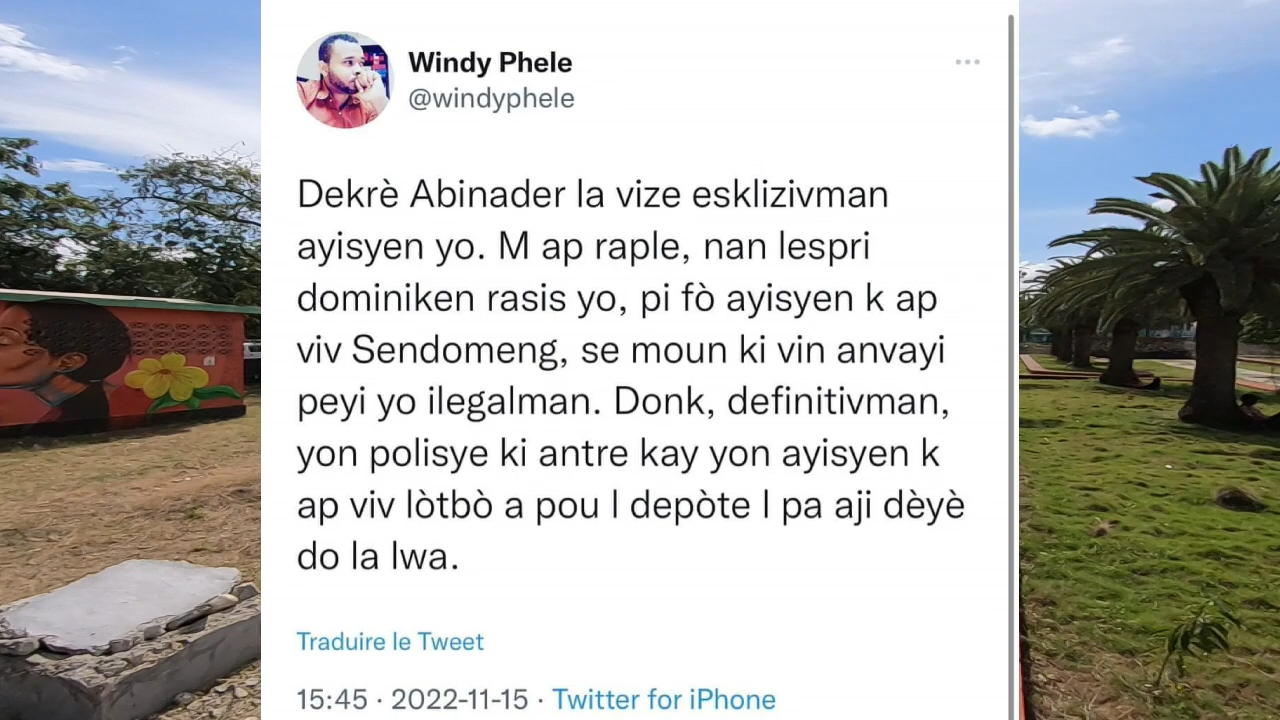 Windy Phele
@windyphele
Dekrè Abinader la vize esklizivman
ayisyen yo. M ap raple, nan lespri
dominiken rasis yo, pi fò ayisyen k ap
viv Sendomeng, se moun ki vin anvayi
peyi yo ilegalman. Donk, definitivman,
yon polisye ki antre kay yon ayisyen k
ap viv lòtbò a pou l depòte l pa aji dèyè
do la lwa.
Traduire le Tweet
15:45 · 2022-11-15 · Twitter for iPhone